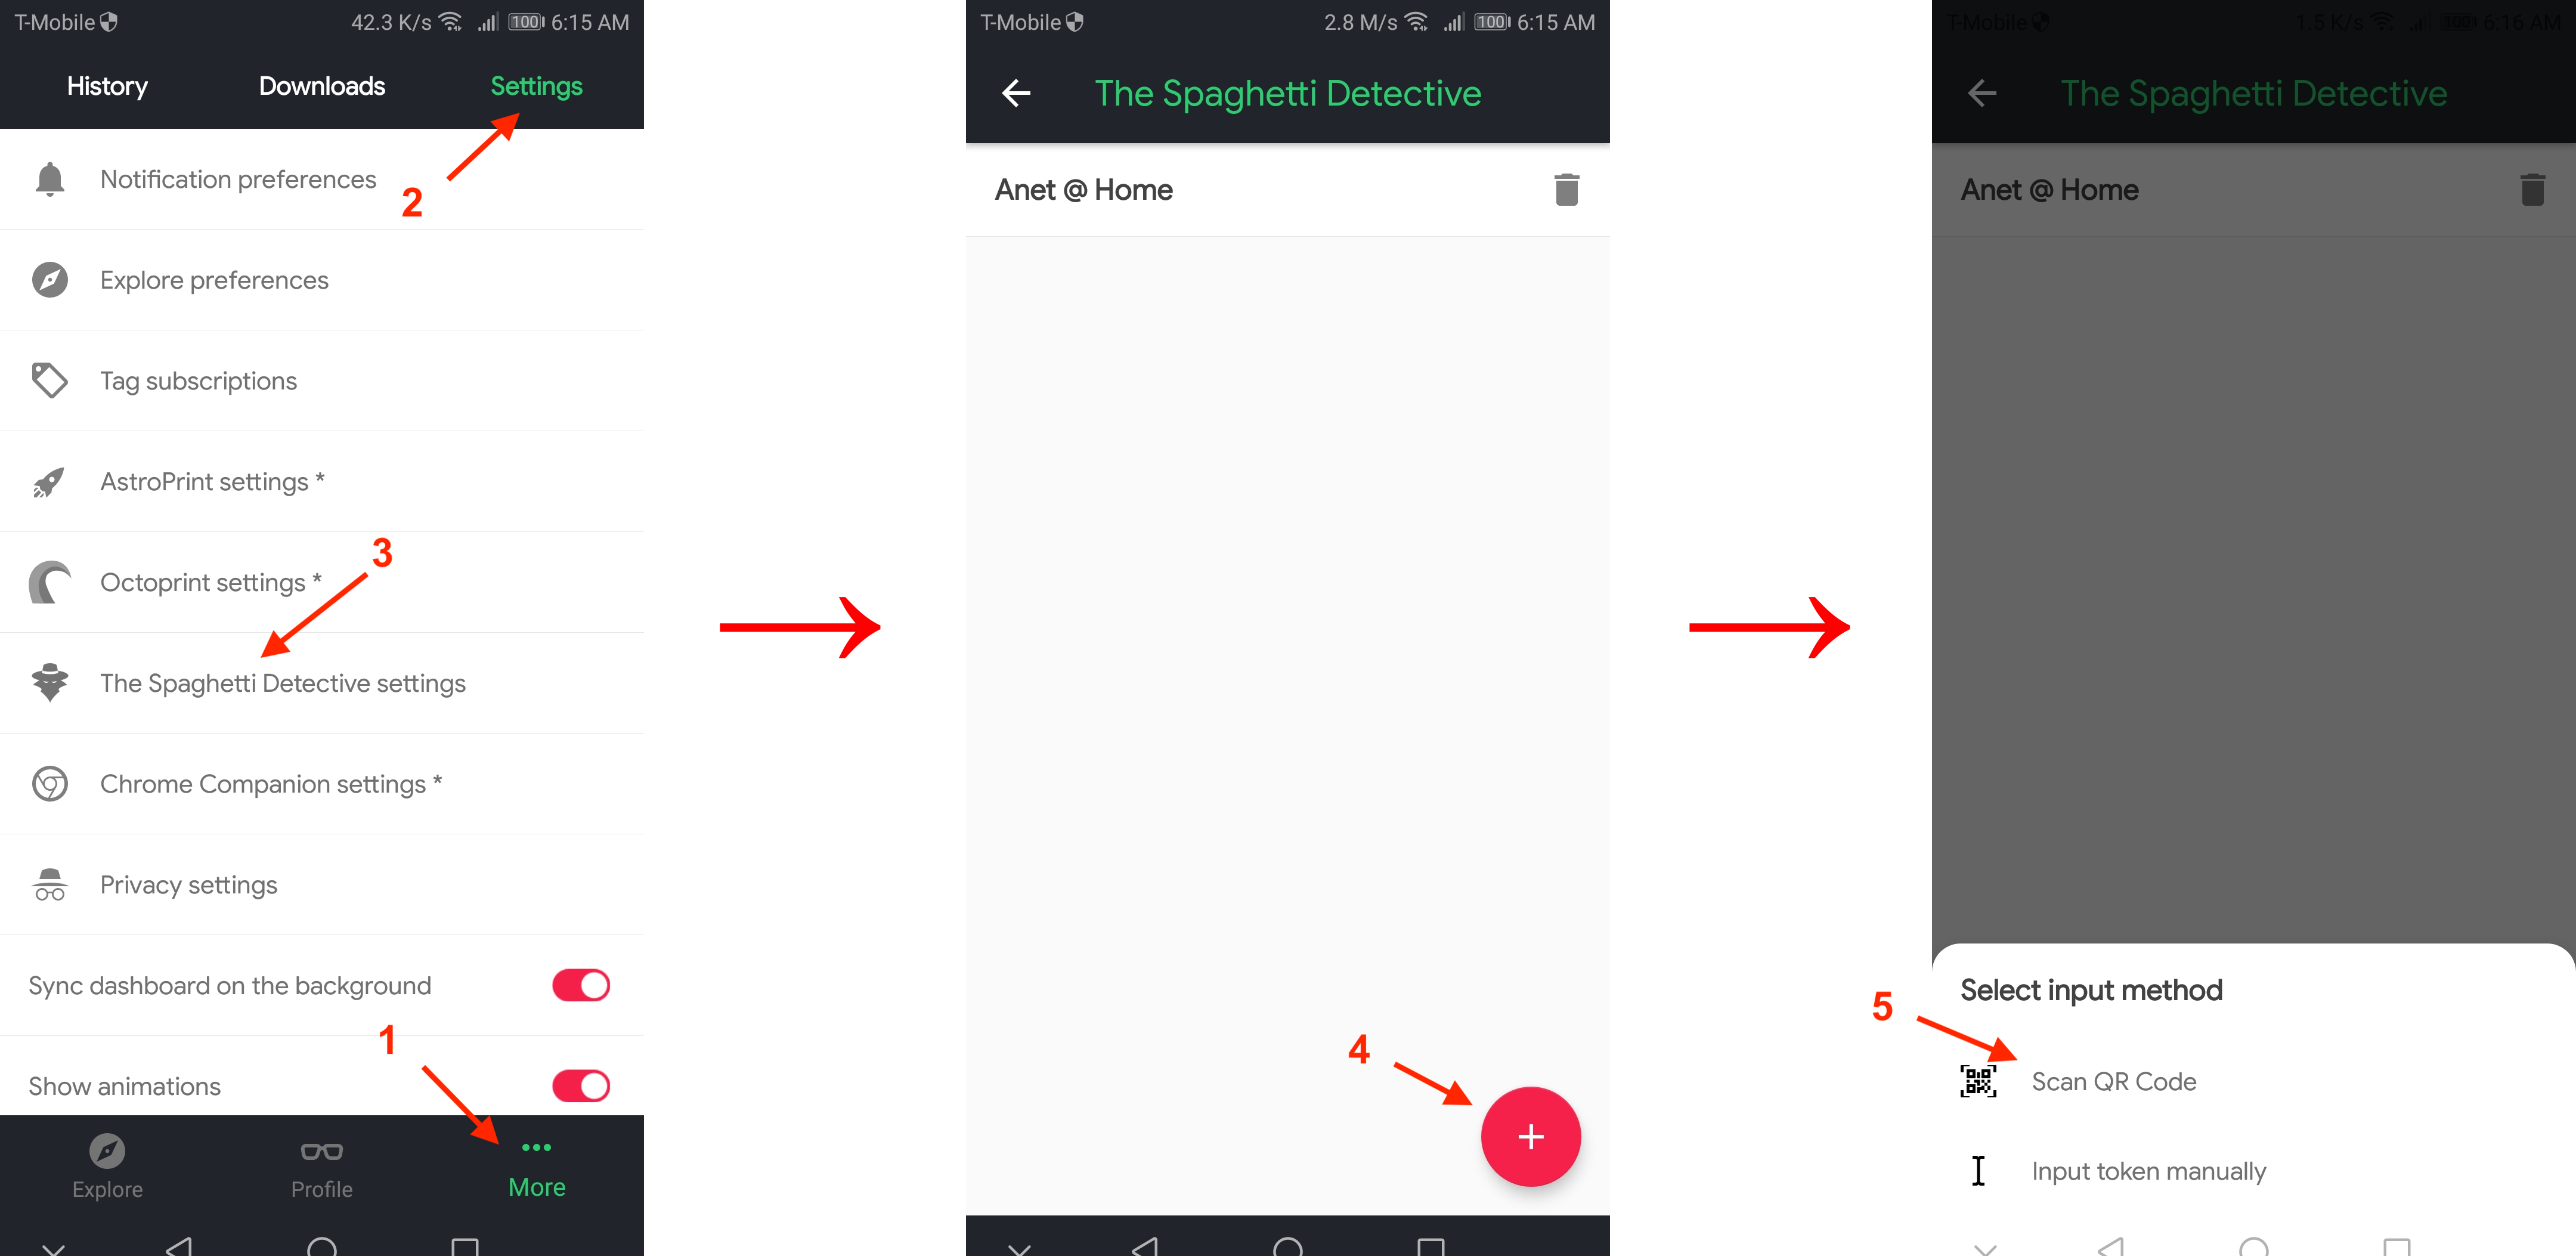 T-Mobile 42.3 K/s 100 6:15 AM
History Downloads Settings
2
Notification preferences
Explore preferences
Tag subscriptions
AstroPrint settings *
3
Octoprint settings *
The Spaghetti Detective settings
Chrome Companion settings *
Privacy settings
Sync dashboard on the background
1
Show animations
Explore Profile More
T-Mobile 2.8 M/s 100 6:15 AM
The Spaghetti Detective
Anet @ Home
4
+
T-Mobile 1.5 K/s 100 6:16 AM
The Spaghetti Detective
Anet @ Home
Select input method
5
Scan QR Code
Input token manually